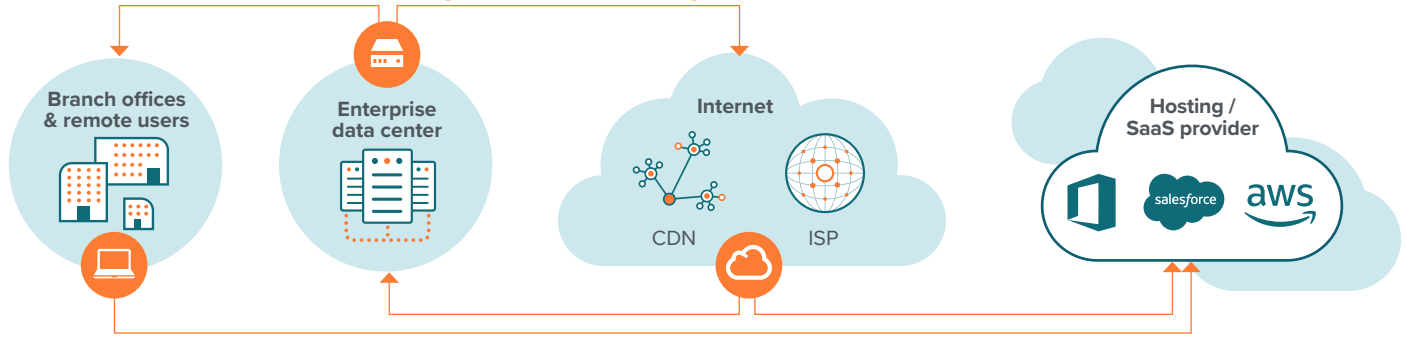 Branch offices
& remote users
Enterprise
data center
Internet
CDN
ISP
Hosting /
SaaS provider
salesforce
aws